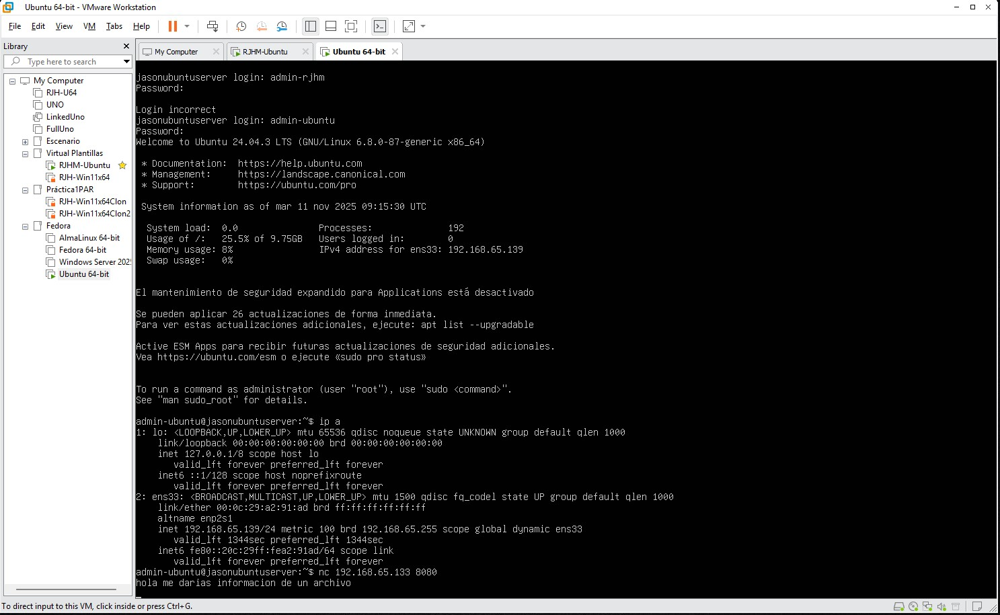 Ubuntu 64-bit - VMware Workstation
File Edit View VM Tabs Help
Library
Type here to search
My Computer
RJH-U64
UNO
LinkedUno
FullUno
Escenario
Virtual Plantillas
RJHM-Ubuntu
RJH-Win11x64
Práctica1PAR
RJH-Win11x64Clon
RJH-Win11x64Clon2
Fedora
AlmaLinux 64-bit
Fedora 64-bit
Windows Server 202
Ubuntu 64-bit
My Computer RJHM-Ubuntu Ubuntu 64-bit
jasonubuntuserver login: admin-rjhm
Password:
Login incorrect
jasonubuntuserver login: admin-ubuntu
Password:
Welcome to Ubuntu 24.04.3 LTS (GNU/Linux 6.8.0-87-generic x86_64)
* Documentation: https://help.ubuntu.com
* Management: https://landscape.canonical.com
* Support: https://ubuntu.com/pro
System information as of mar 11 nov 2025 09:15:30 UTC
System load: 0.0 Processes: 192
Usage of /: 25.5% of 9.75GB Users logged in: 0
Memory usage: 8% IPv4 address for ens33: 192.168.65.139
Swap usage: 0%
El mantenimiento de seguridad expandido para Applications está desactivado
Se pueden aplicar 26 actualizaciones de forma inmediata.
Para ver estas actualizaciones adicionales, ejecute: apt list --upgradable
Active ESM Apps para recibir futuras actualizaciones de seguridad adicionales.
Vea https://ubuntu.com/esm o ejecute «sudo pro status»
To run a command as administrator (user "root"), use "sudo <command>".
See "man sudo_root" for details.
admin-ubuntu@jasonubuntuserver:~$ ip a
1: lo: <LOOPBACK,UP,LOWER_UP> mtu 65536 qdisc noqueue state UNKNOWN group default qlen 1000
link/loopback 00:00:00:00:00:00 brd 00:00:00:00:00:00
inet 127.0.0.1/8 scope host lo
valid_lft forever preferred_lft forever
inet6 ::1/128 scope host noprefixroute
valid_lft forever preferred_lft forever
2: ens33: <BROADCAST,MULTICAST,UP,LOWER_UP> mtu 1500 qdisc fq_codel state UP group default qlen 1000
link/ether 00:0c:29:a2:91:ad brd ff:ff:ff:ff:ff:ff
altname enp2s1
inet 192.168.65.139/24 metric 100 brd 192.168.65.255 scope global dynamic ens33
valid_lft 1344sec preferred_lft 1344sec
inet6 fe80::20c:29ff:fea2:91ad/64 scope link
valid_lft forever preferred_lft forever
admin-ubuntu@jasonubuntuserver:~$ nc 192.168.65.133 8080
hola me darias informacion de un archivo
To direct input to this VM, click inside or press Ctrl+G.